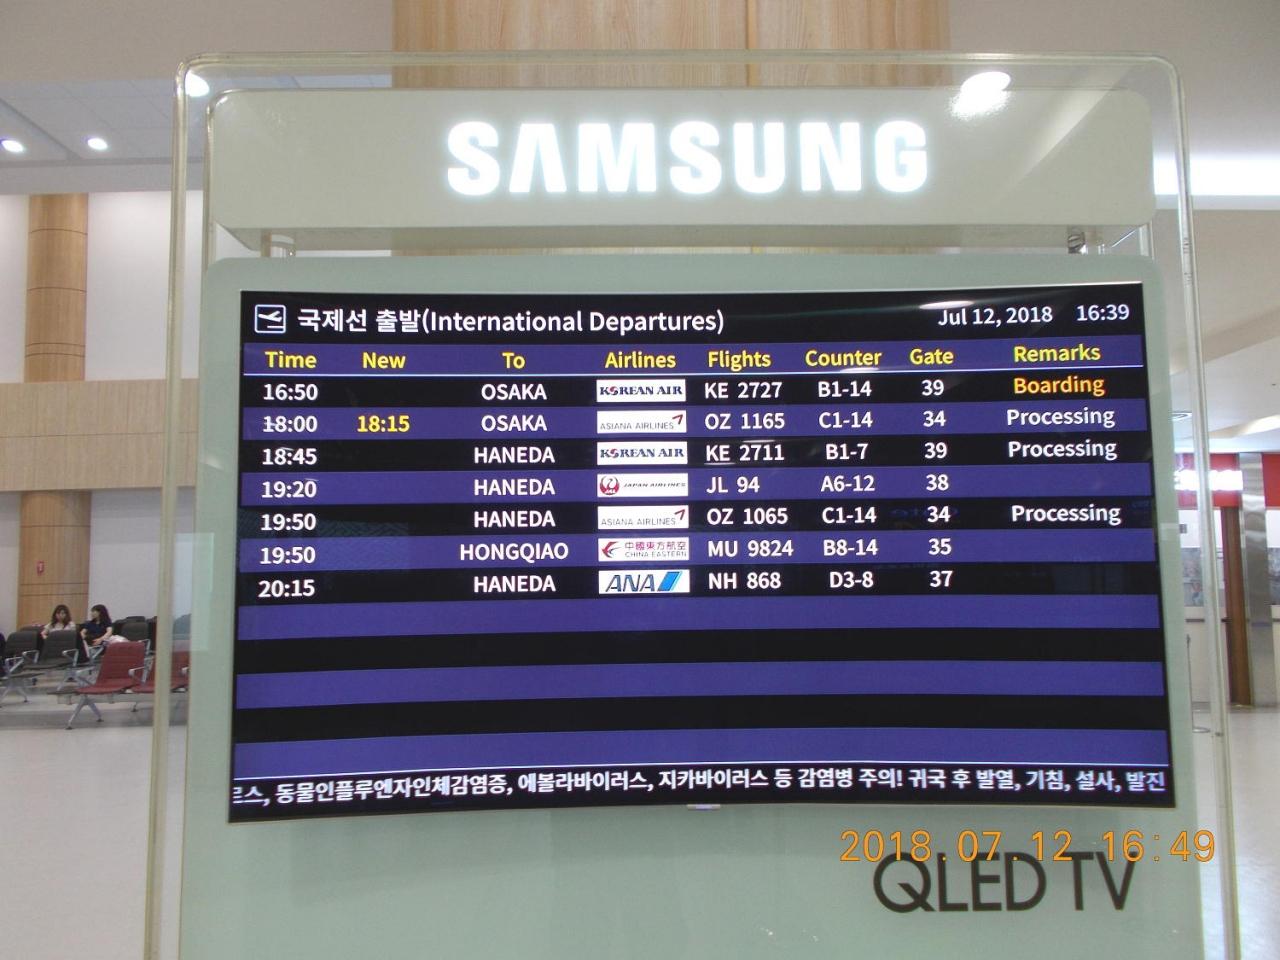 SAMSUNG
국제선 출발(International Departures) Jul 12, 2018 16:39
Time New To Airlines Flights Counter Gate Remarks
16:50 OSAKA KOREAN AIR KE 2727 B1-14 39 Boarding
18:00 18:15 OSAKA ASIANA AIRLINES OZ 1165 C1-14 34 Processing
18:45 HANEDA KOREAN AIR KE 2711 B1-7 39 Processing
19:20 HANEDA JAL JAPAN AIRLINES JL 94 A6-12 38
19:50 HANEDA ASIANA AIRLINES OZ 1065 C1-14 34 Processing
19:50 HONGQIAO 中國東方航空 CHINA EASTERN MU 9824 B8-14 35
20:15 HANEDA ANA NH 868 D3-8 37
르스, 동물인플루엔자인체감염증, 에볼라바이러스, 지카바이러스 등 감염병 주의! 귀국 후 발열, 기침, 설사, 발진
2018.07.12 16:49
QLED TV